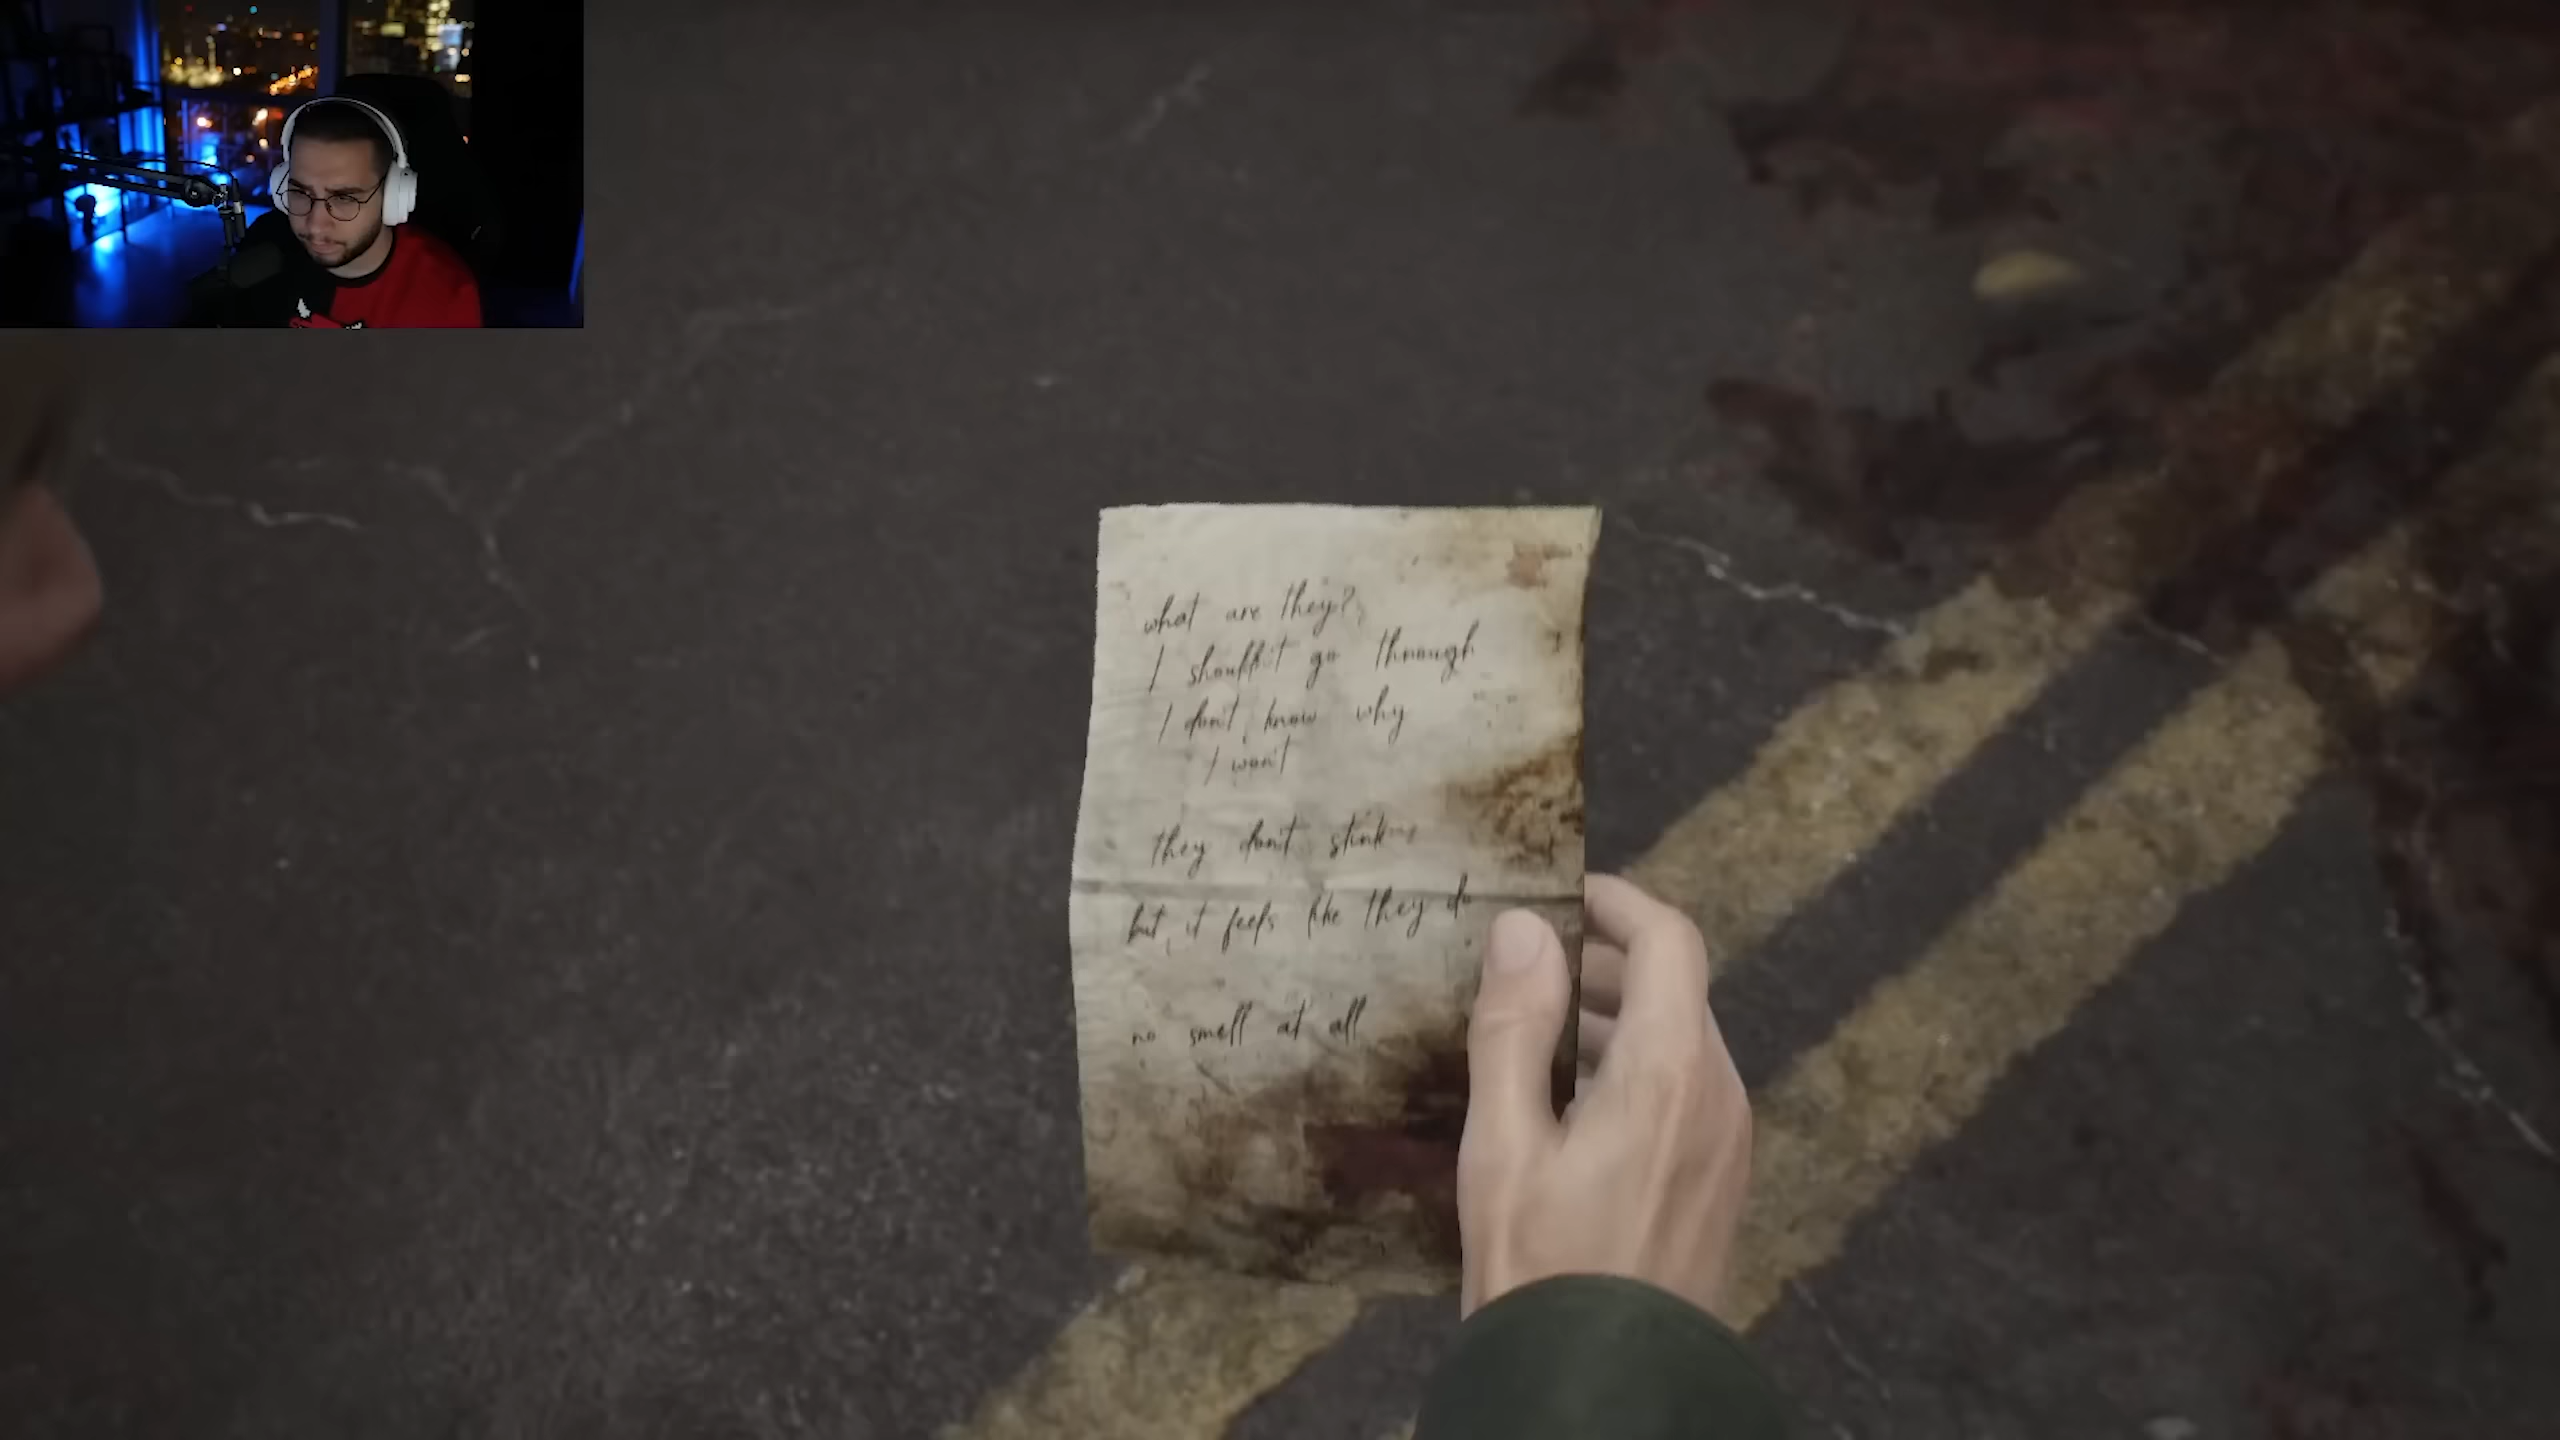 what are they?
I shouldn't go through
I don't know why
I won't
they don't stink
but, it feels like they do
no smell at all